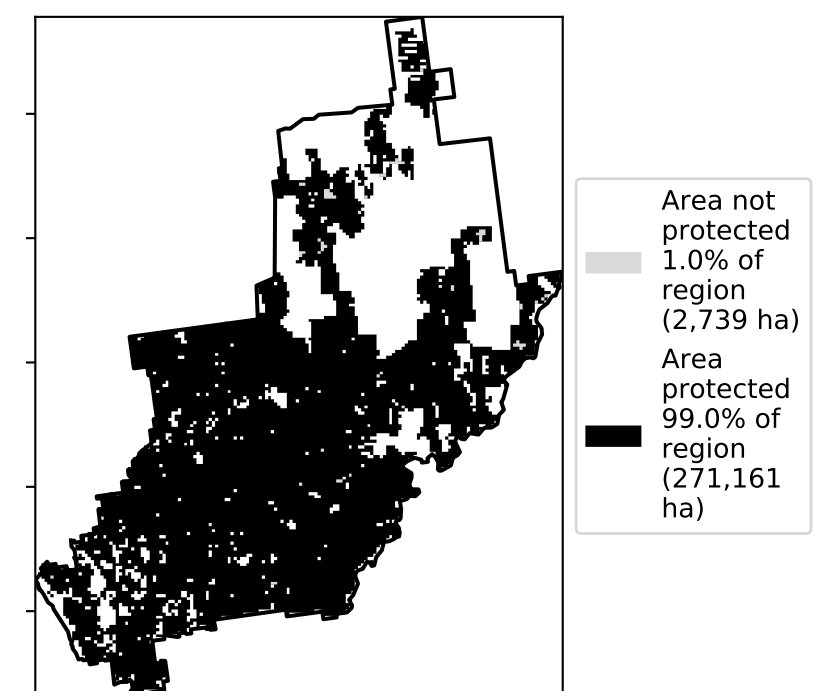 Area not
protected
1.0% of
region
(2,739 ha)
Area
protected
99.0% of
region
(271,161
ha)